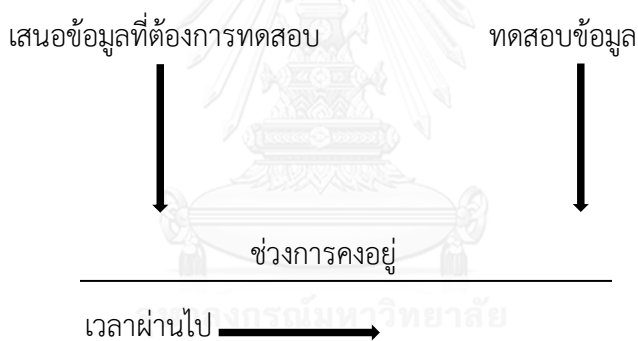 เสนอข้อมูลที่ต้องการทดสอบ ทดสอบข้อมูล
ช่วงการคงอยู่
เวลาผ่านไป